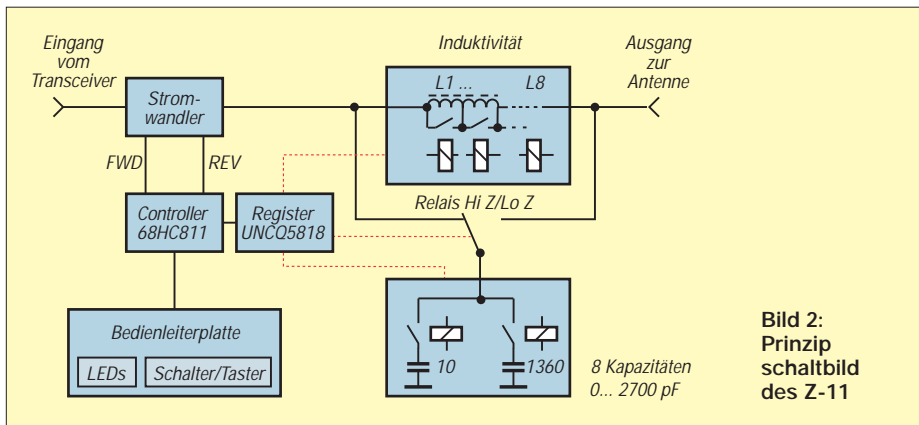 Eingang
vom
Transceiver
Induktivität
Ausgang
zur
Antenne
Strom-
wandler
L1 ... L8
FWD
REV
Controller
68HC811
Register
UNCQ5818
Relais Hi Z/Lo Z
Bedienleiterplatte
LEDs
Schalter/Taster
10
1360
8 Kapazitäten
0... 2700 pF
Bild 2:
Prinzip
schaltbild
des Z-11